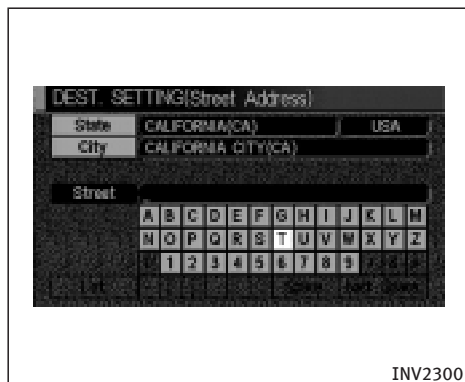 DEST. SETTING(Street Address)
State CALIFORNIA(CA) USA
City CALIFORNIA CITY(CA)
Street _
A B C D E F G H I J K L M
N O P Q R S T U V W X Y Z
1 2 3 4 5 6 7 8 9
List
INV2300